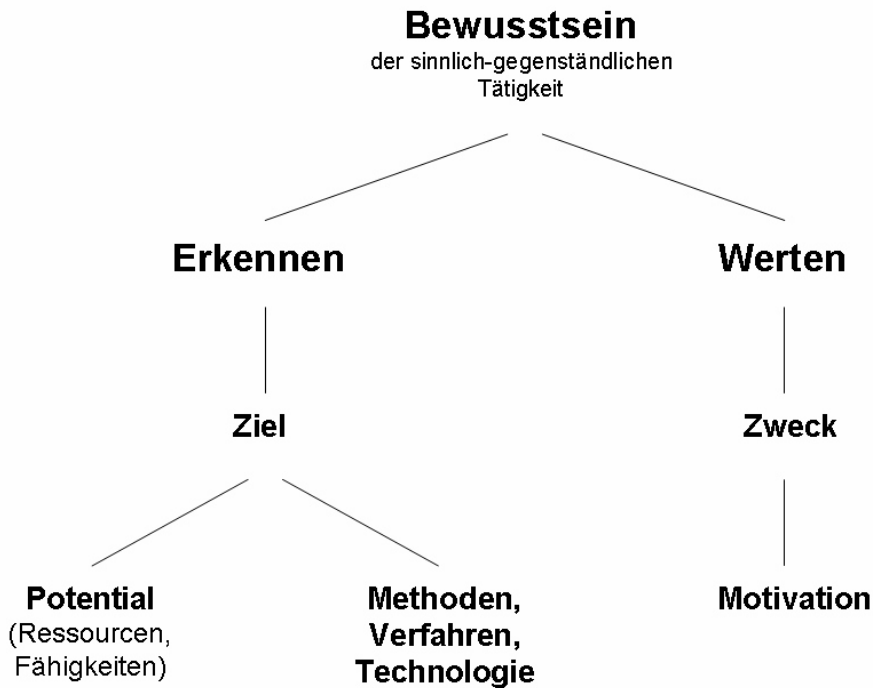 Bewusstsein
der sinnlich-gegenständlichen
Tätigkeit
Erkennen
Werten
Ziel
Zweck
Potential
(Ressourcen,
Fähigkeiten)
Methoden,
Verfahren,
Technologie
Motivation